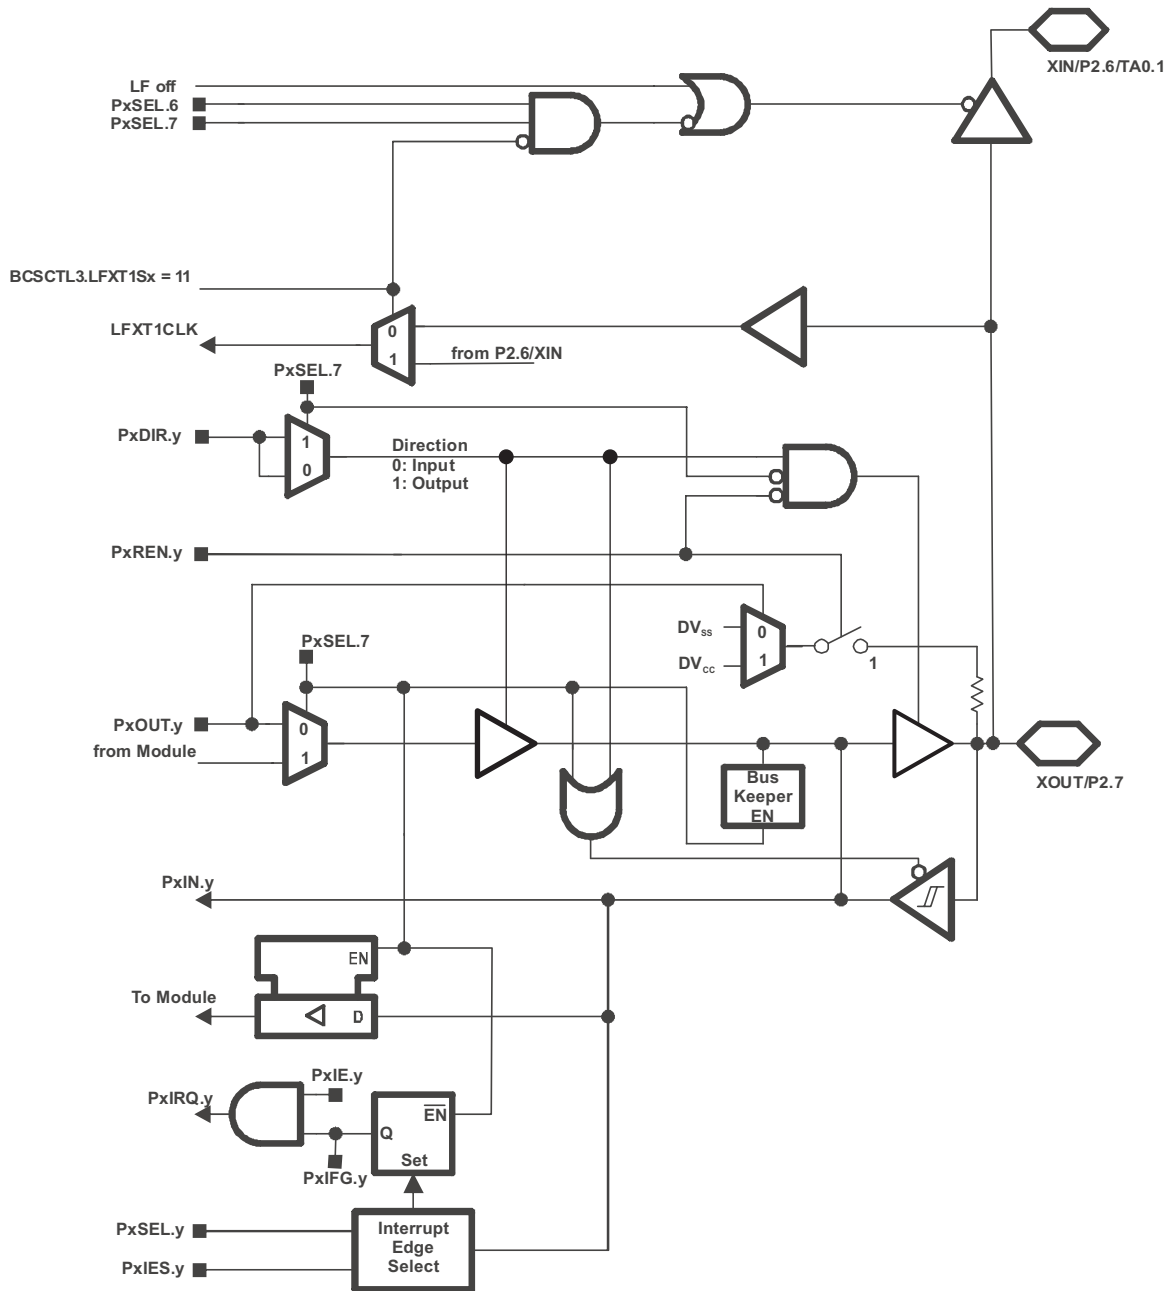 XIN/P2.6/TA0.1
LF off
PxSEL.6
PxSEL.7
BCSCTL3.LFXT1Sx = 11
LFXT1CLK
0
1
from P2.6/XIN
PxSEL.7
PxDIR.y
1
0
Direction
0: Input
1: Output
PxREN.y
DVSS
DVCC
0
1
1
PxSEL.7
PxOUT.y
from Module
0
1
Bus
Keeper
EN
XOUT/P2.7
PxIN.y
EN
To Module
D
PxIE.y
PxIRQ.y
EN
Q
Set
PxIFG.y
PxSEL.y
PxIES.y
Interrupt
Edge
Select